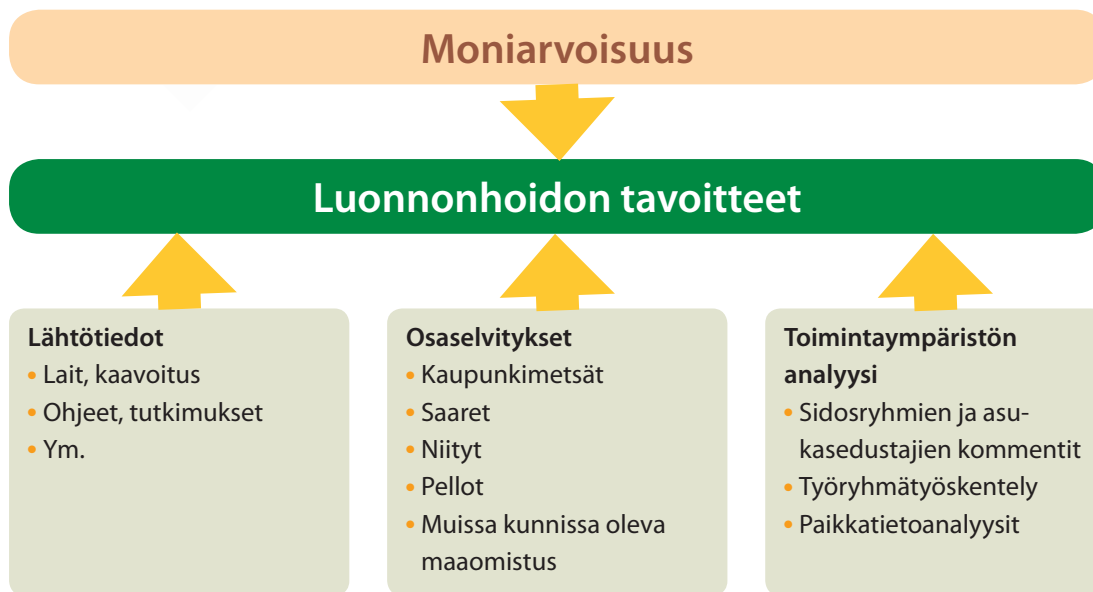 Moniarvoisuus
Luonnonhoidon tavoitteet
Lähtötiedot
• Lait, kaavoitus
• Ohjeet, tutkimukset
• Ym.
Osaselvitykset
• Kaupunkimetsät
• Saaret
• Niityt
• Pellot
• Muissa kunnissa oleva
maaomistus
Toimintaympäristön
analyysi
• Sidosryhmien ja asu-
kasedustajien kommentit
• Työryhmätyöskentely
• Paikkatietoanalyysit